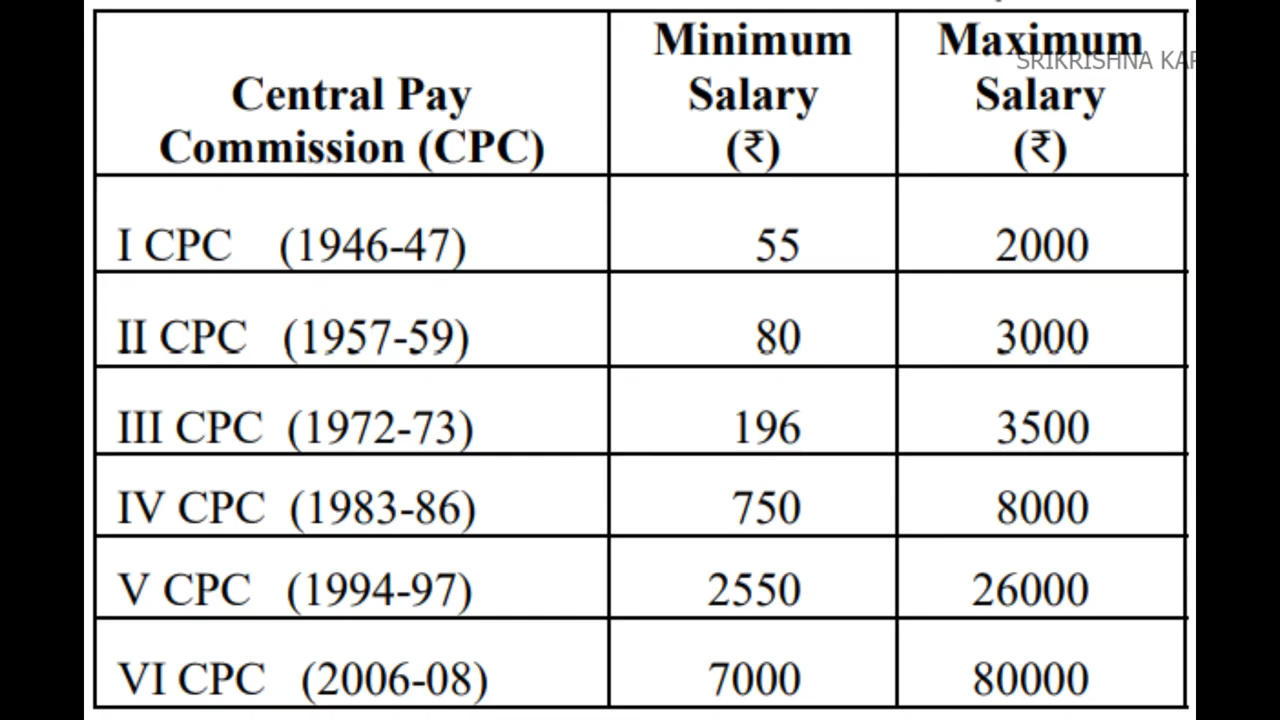 Central Pay Commission (CPC) Minimum Salary (₹) Maximum Salary (₹)
SRIKRISHNA
I CPC (1946-47) 55 2000
II CPC (1957-59) 80 3000
III CPC (1972-73) 196 3500
IV CPC (1983-86) 750 8000
V CPC (1994-97) 2550 26000
VI CPC (2006-08) 7000 80000